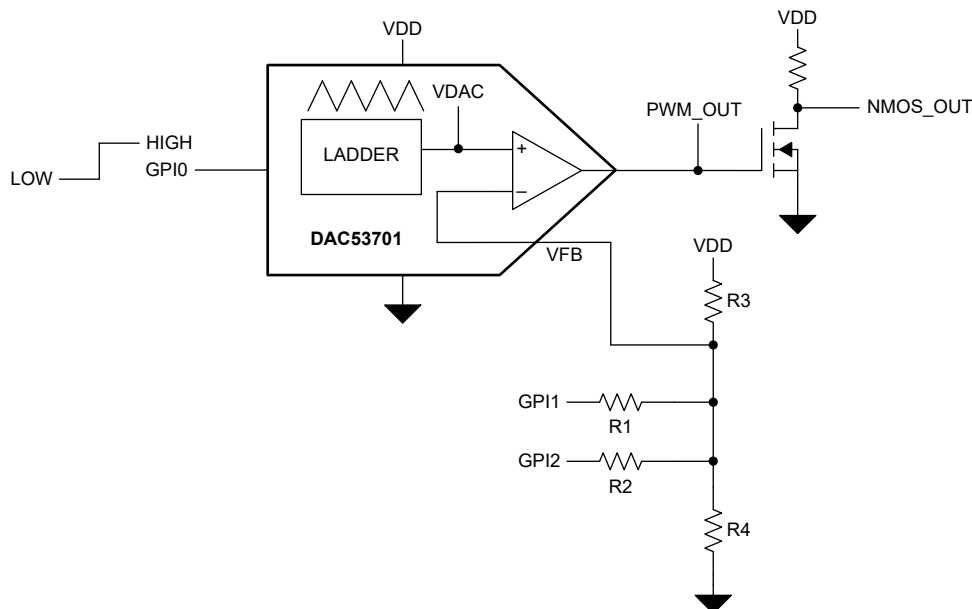 VDD
VDD
VDAC
PWM_OUT
NMOS_OUT
HIGH
LOW
GPI0
LADDER
+
−
DAC53701
VFB
VDD
R3
GPI1
R1
GPI2
R2
R4